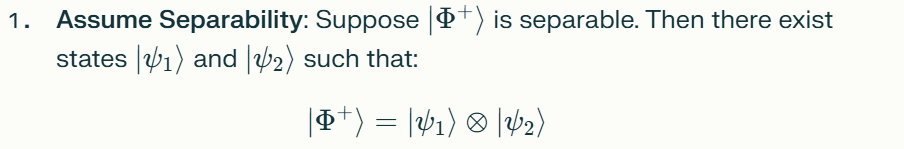 1. Assume Separability: Suppose |Φ⁺⟩ is separable. Then there exist
states |ψ₁⟩ and |ψ₂⟩ such that:
|Φ⁺⟩ = |ψ₁⟩ ⊗ |ψ₂⟩